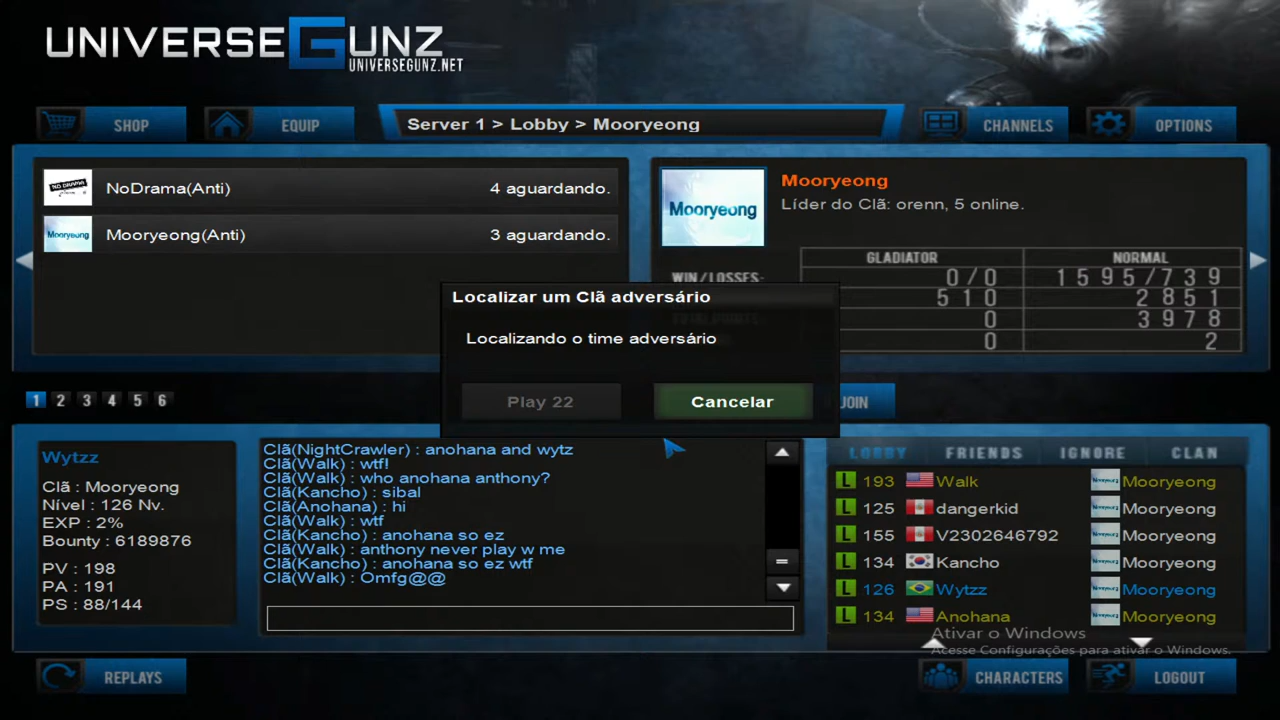 UNIVERSEGUNZ
UNIVERSEGUNZ.NET
SHOP
EQUIP
Server 1 > Lobby > Mooryeong
CHANNELS
OPTIONS
NO DRAMA
NoDrama(Anti)
4 aguardando.
Mooryeong
Mooryeong(Anti)
3 aguardando.
Mooryeong
Mooryeong
Líder do Clã: orenn, 5 online.
GLADIATOR
NORMAL
WIN/LOSSES:
0/0
1595/739
510
2851
0
3978
0
2
Localizar um Clã adversário
Localizando o time adversário
Play 22
Cancelar
JOIN
1 2 3 4 5 6
Wytzz
Clã : Mooryeong
Nível : 126 Nv.
EXP : 2%
Bounty : 6189876
PV : 198
PA : 191
PS : 88/144
Clã(NightCrawler) : anohana and wytz
Clã(Walk) : wtf!
Clã(Walk) : who anohana anthony?
Clã(Kancho) : sibal
Clã(Anohana) : hi
Clã(Walk) : wtf
Clã(Kancho) : anohana so ez
Clã(Walk) : anthony never play w me
Clã(Kancho) : anohana so ez wtf
Clã(Walk) : Omfg@@
LOBBY
FRIENDS
IGNORE
CLAN
L 193 Walk Mooryeong
L 125 dangerkid Mooryeong
L 155 V2302646792 Mooryeong
L 134 Kancho Mooryeong
L 126 Wytzz Mooryeong
L 134 Anohana Mooryeong
Ativar o Windows
Acesse Configurações para ativar o Windows.
REPLAYS
CHARACTERS
LOGOUT